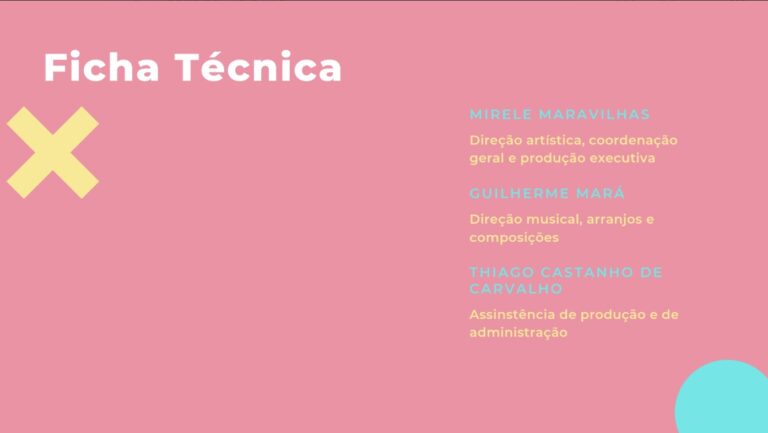 Ficha Técnica
MIRELE MARAVILHAS
Direção artística, coordenação
geral e produção executiva
GUILHERME MARÁ
Direção musical, arranjos e
composições
THIAGO CASTANHO DE
CARVALHO
Assinstência de produção e de
administração